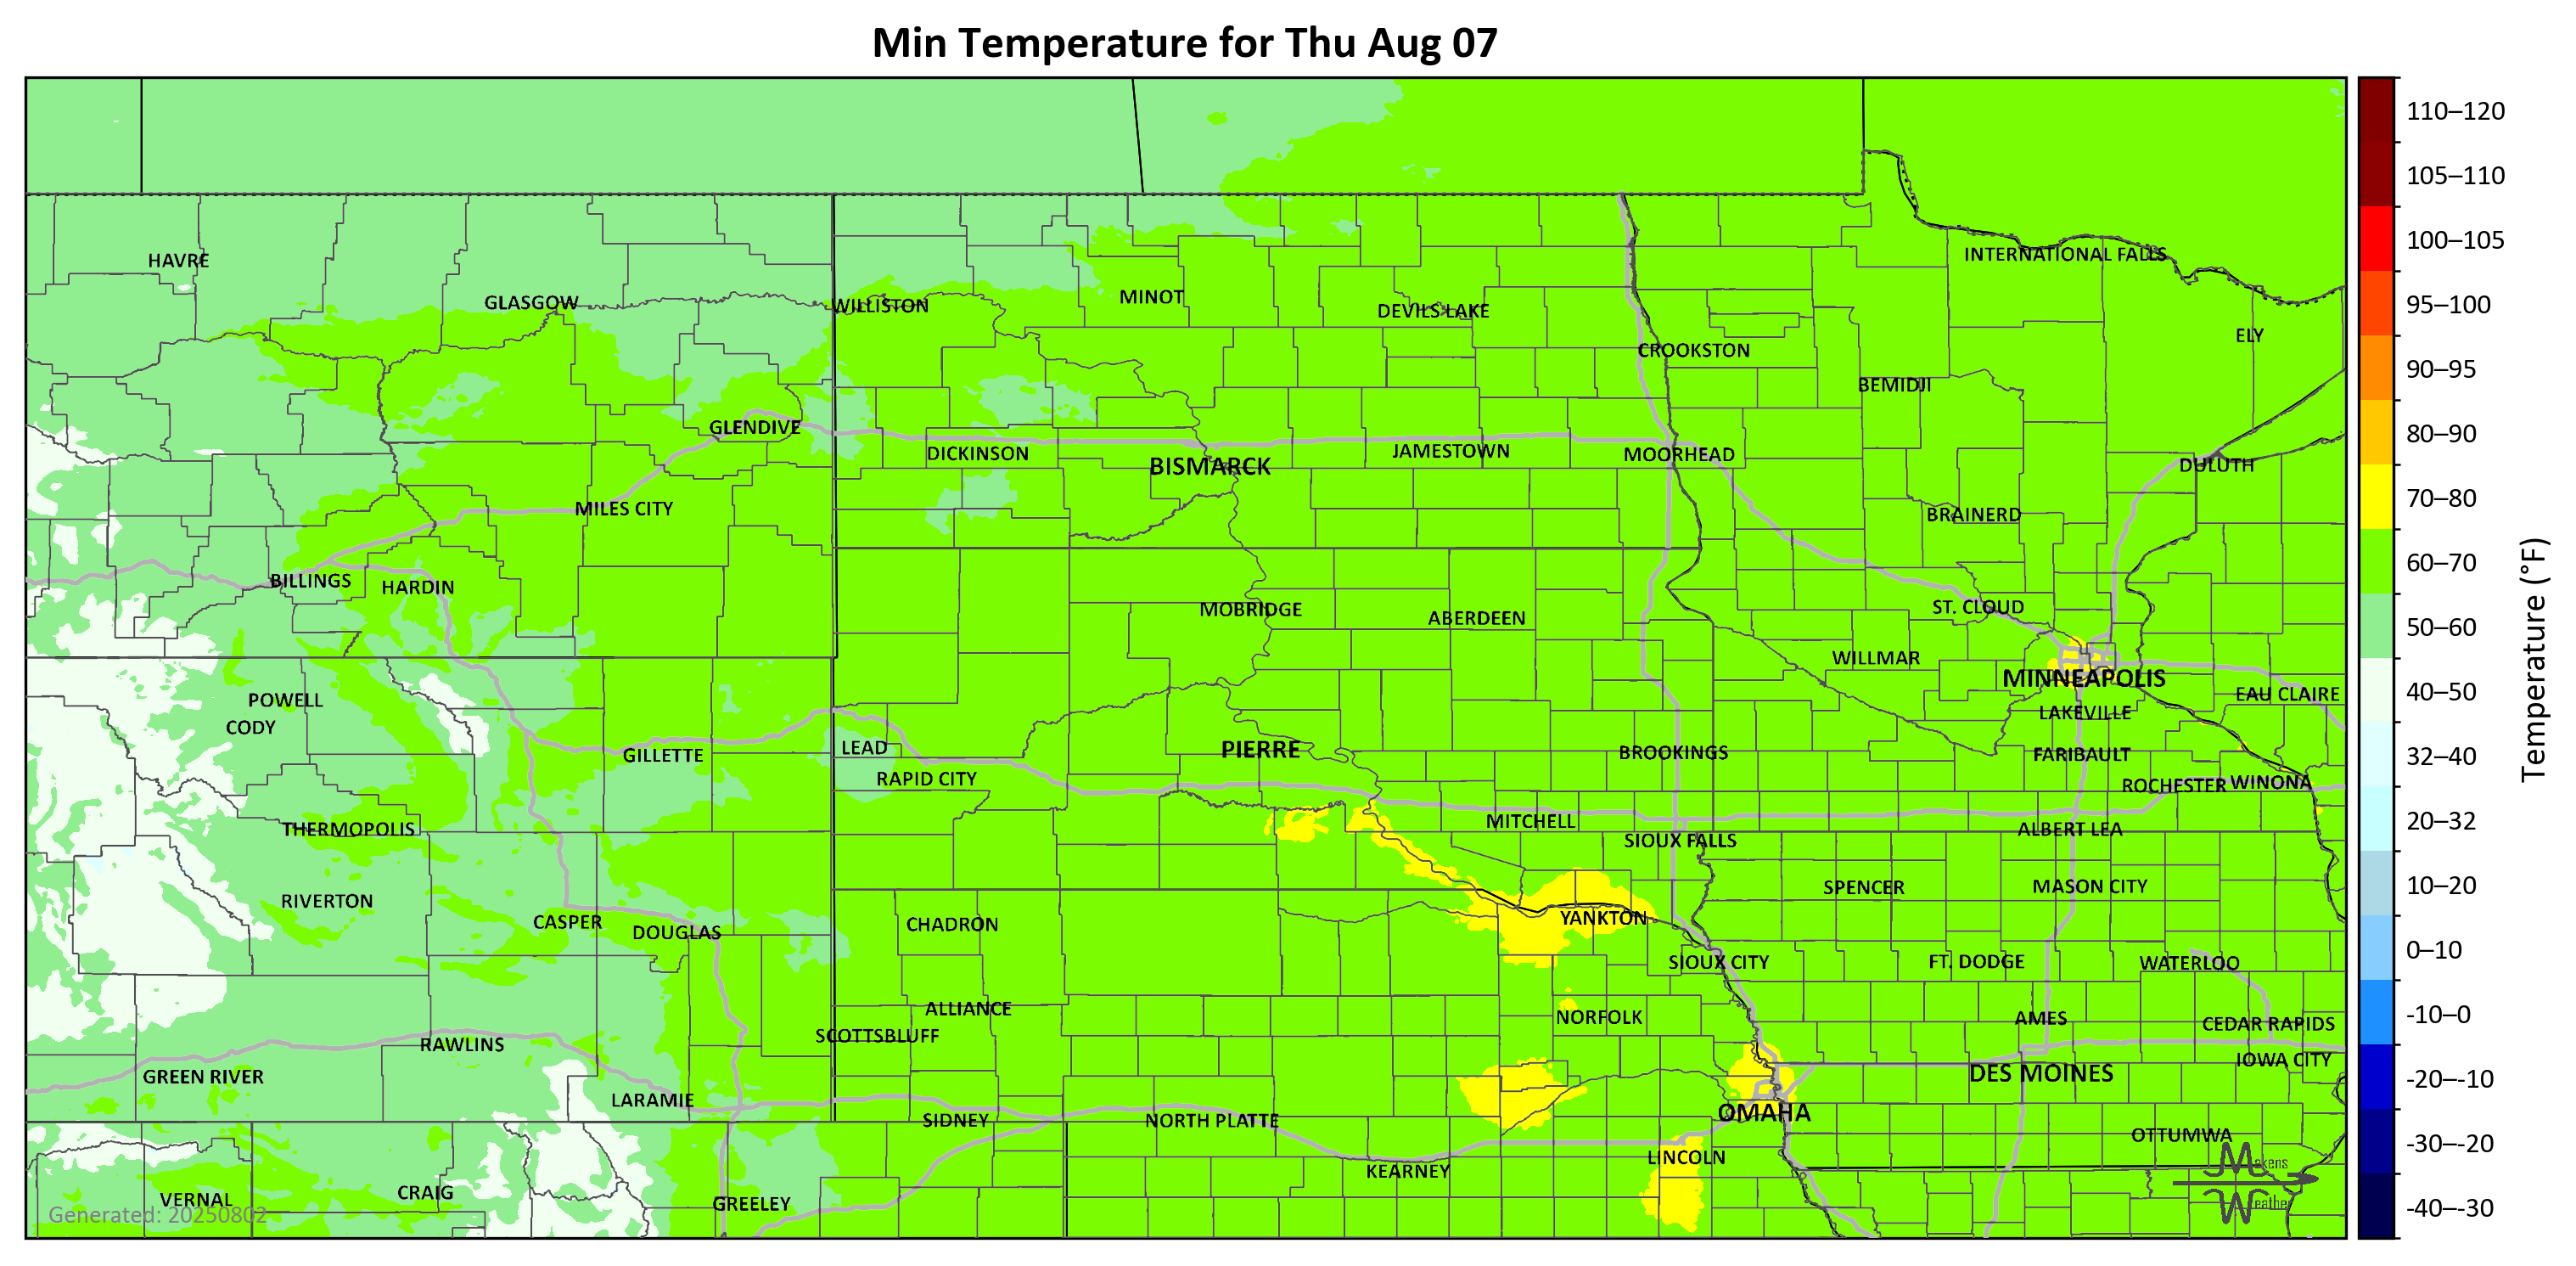 Min Temperature for Thu Aug 07
110–120
105–110
100–105
95–100
90–95
80–90
70–80
60–70
50–60
40–50
32–40
20–32
10–20
0–10
-10–0
-20–-10
-30–-20
-40–-30
Temperature (°F)
HAVRE
GLASGOW
WILLISTON
MINOT
DEVILS LAKE
INTERNATIONAL FALLS
ELY
CROOKSTON
BEMIDJI
GLENDIVE
DICKINSON
BISMARCK
JAMESTOWN
MOORHEAD
DULUTH
MILES CITY
BRAINERD
BILLINGS
HARDIN
MOBRIDGE
ABERDEEN
ST. CLOUD
WILLMAR
MINNEAPOLIS
EAU CLAIRE
POWELL
CODY
LAKEVILLE
GILLETTE
LEAD
RAPID CITY
PIERRE
BROOKINGS
FARIBAULT
ROCHESTER
WINONA
THERMOPOLIS
MITCHELL
SIOUX FALLS
ALBERT LEA
RIVERTON
CASPER
DOUGLAS
CHADRON
YANKTON
SPENCER
MASON CITY
SIOUX CITY
FT. DODGE
WATERLOO
ALLIANCE
SCOTTSBLUFF
NORFOLK
AMES
CEDAR RAPIDS
RAWLINS
GREEN RIVER
IOWA CITY
DES MOINES
LARAMIE
SIDNEY
NORTH PLATTE
OMAHA
OTTUMWA
KEARNEY
LINCOLN
VERNAL
CRAIG
GREELEY
Generated: 20250802
Makens
Weather